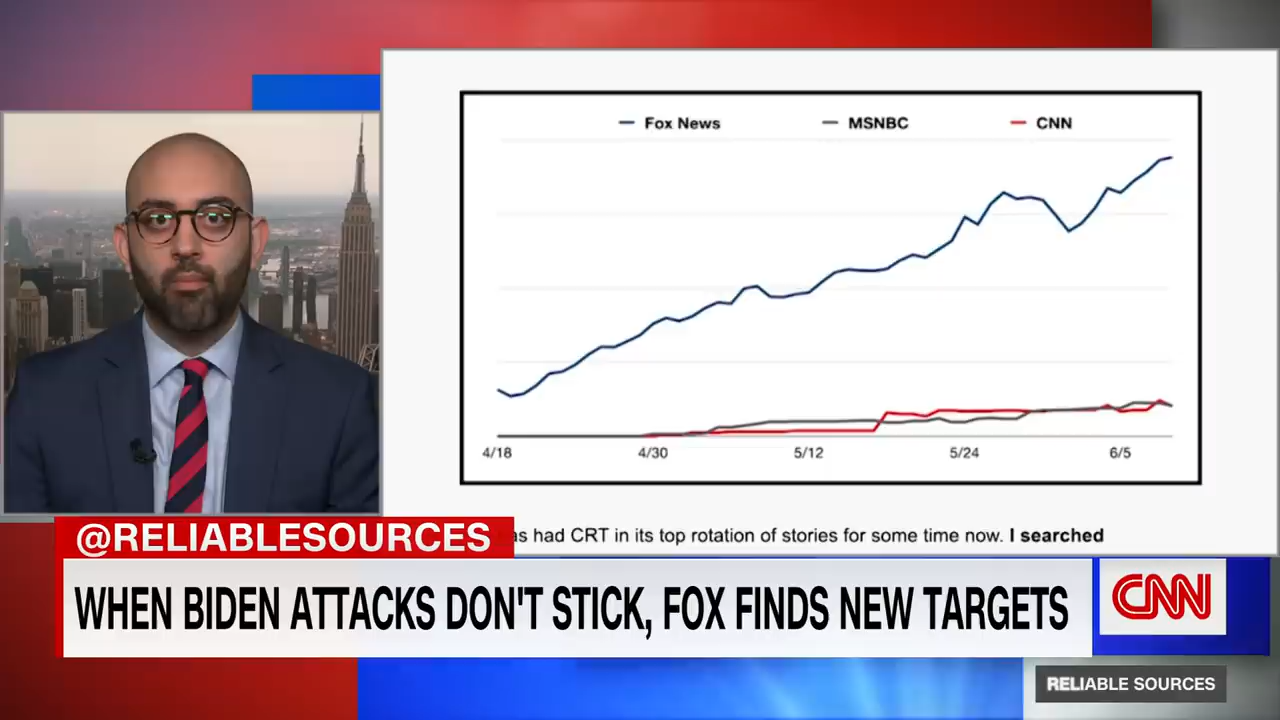 Fox News
MSNBC
CNN
4/18
4/30
5/12
5/24
6/5
had CRT in its top rotation of stories for some time now. I searched
@RELIABLESOURCES
WHEN BIDEN ATTACKS DON'T STICK, FOX FINDS NEW TARGETS
CNN
RELIABLE SOURCES